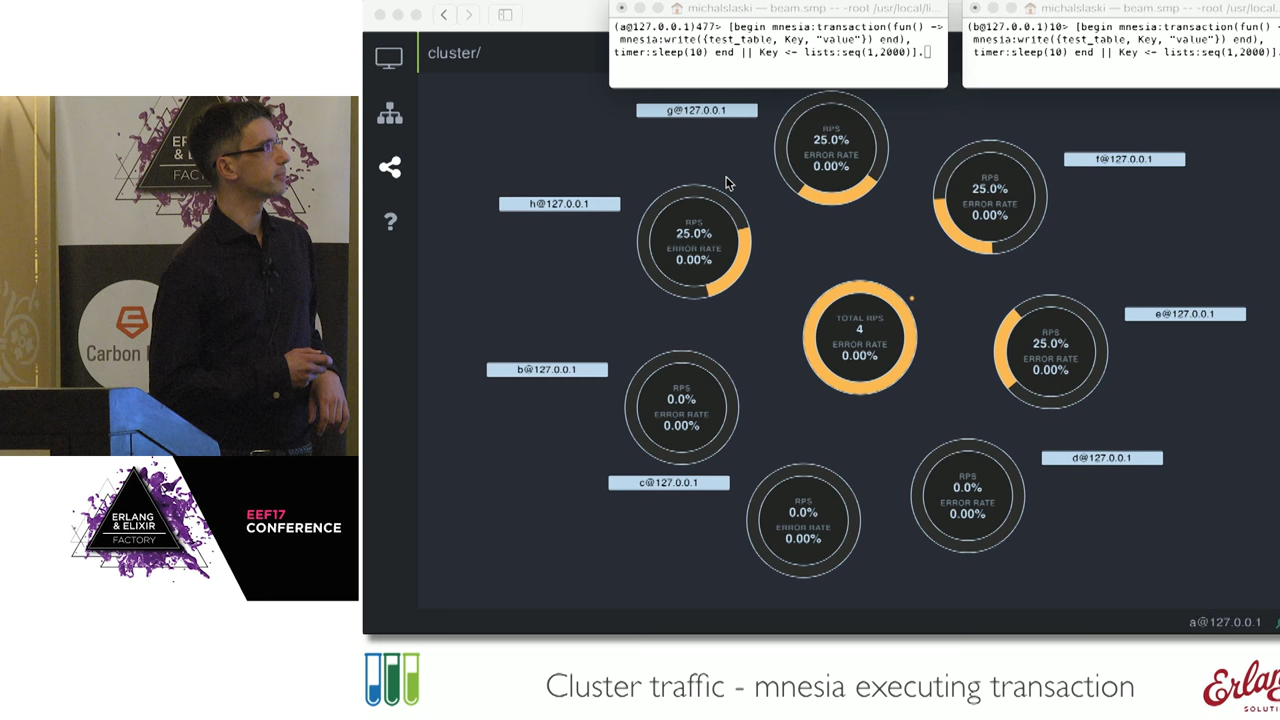 michalslaski — beam.smp — -root /usr/local/li...
(a@127.0.0.1)477> [begin mnesia:transaction(fun() ->
mnesia:write({test_table, Key, "value"}) end),
timer:sleep(10) end || Key <- lists:seq(1,2000)].
michalslaski — beam.smp — -root /usr/local...
(b@127.0.0.1)10> [begin mnesia:transaction(fun()
mnesia:write({test_table, Key, "value"}) end),
timer:sleep(10) end || Key <- lists:seq(1,2000)].
cluster/
g@127.0.0.1
RPS
25.0%
ERROR RATE
0.00%
f@127.0.0.1
RPS
25.0%
ERROR RATE
0.00%
h@127.0.0.1
RPS
25.0%
ERROR RATE
0.00%
TOTAL RPS
4
ERROR RATE
0.00%
e@127.0.0.1
RPS
25.0%
ERROR RATE
0.00%
b@127.0.0.1
RPS
0.0%
ERROR RATE
0.00%
d@127.0.0.1
RPS
0.0%
ERROR RATE
0.00%
c@127.0.0.1
RPS
0.0%
ERROR RATE
0.00%
?
a@127.0.0.1
& EL
FACTORY
Carbon
ERLANG
& ELIXIR
FACTORY
EEF17
CONFERENCE
Cluster traffic - mnesia executing transaction
Erlang
SOLUTI